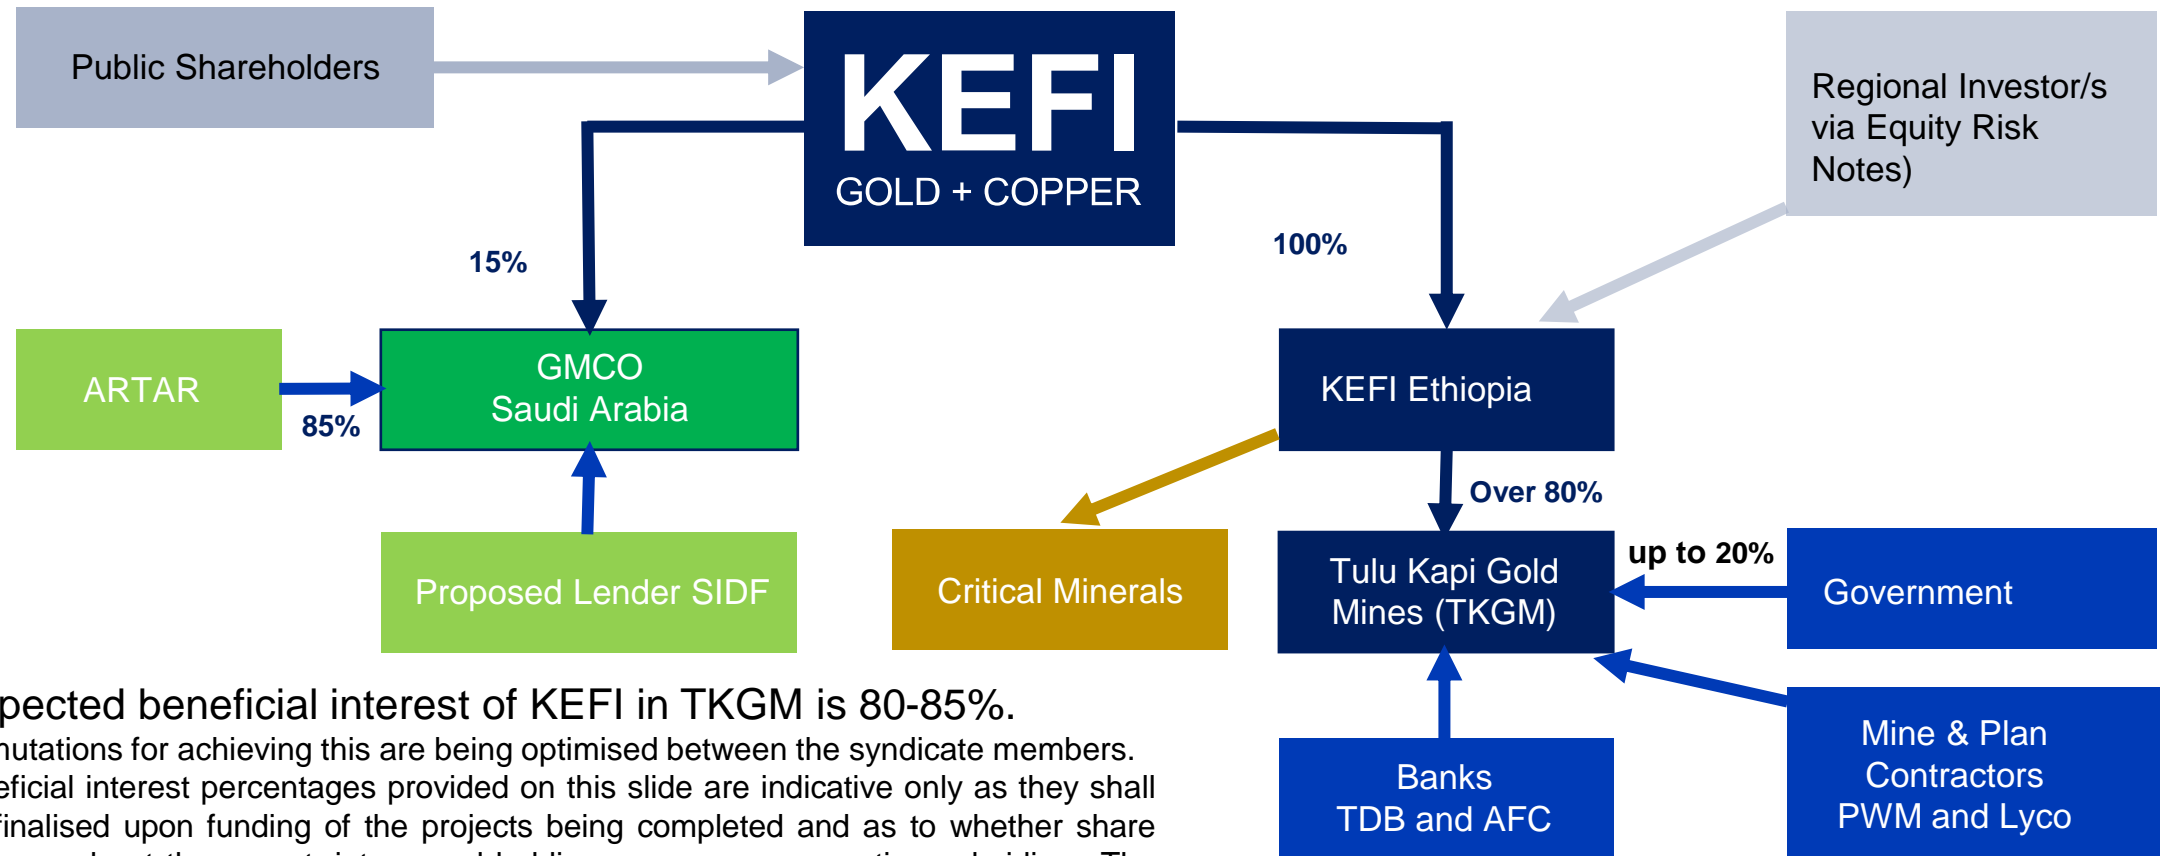 Public Shareholders
KEFI
GOLD + COPPER
Regional Investor/s
via Equity Risk
Notes)
15%
100%
ARTAR
85%
GMCO
Saudi Arabia
KEFI Ethiopia
Over 80%
Proposed Lender SIDF
Critical Minerals
Tulu Kapi Gold
Mines (TKGM)
up to 20%
Government
pected beneficial interest of KEFI in TKGM is 80-85%.
mutations for achieving this are being optimised between the syndicate members.
eficial interest percentages provided on this slide are indicative only as they shall
finalised upon funding of the projects being completed and as to whether share
Banks
TDB and AFC
Mine & Plan
Contractors
PWM and Lyco